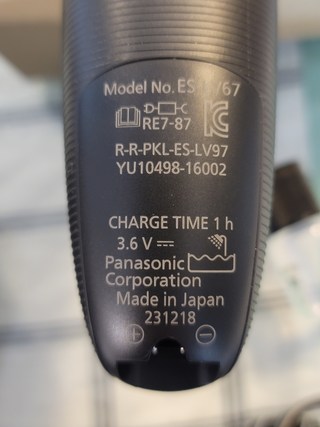 Model No. ES-LV67
RE7-87
R-R-PKL-ES-LV97
YU10498-16002
CHARGE TIME 1 h
3.6 V
Panasonic
Corporation
Made in Japan
231218